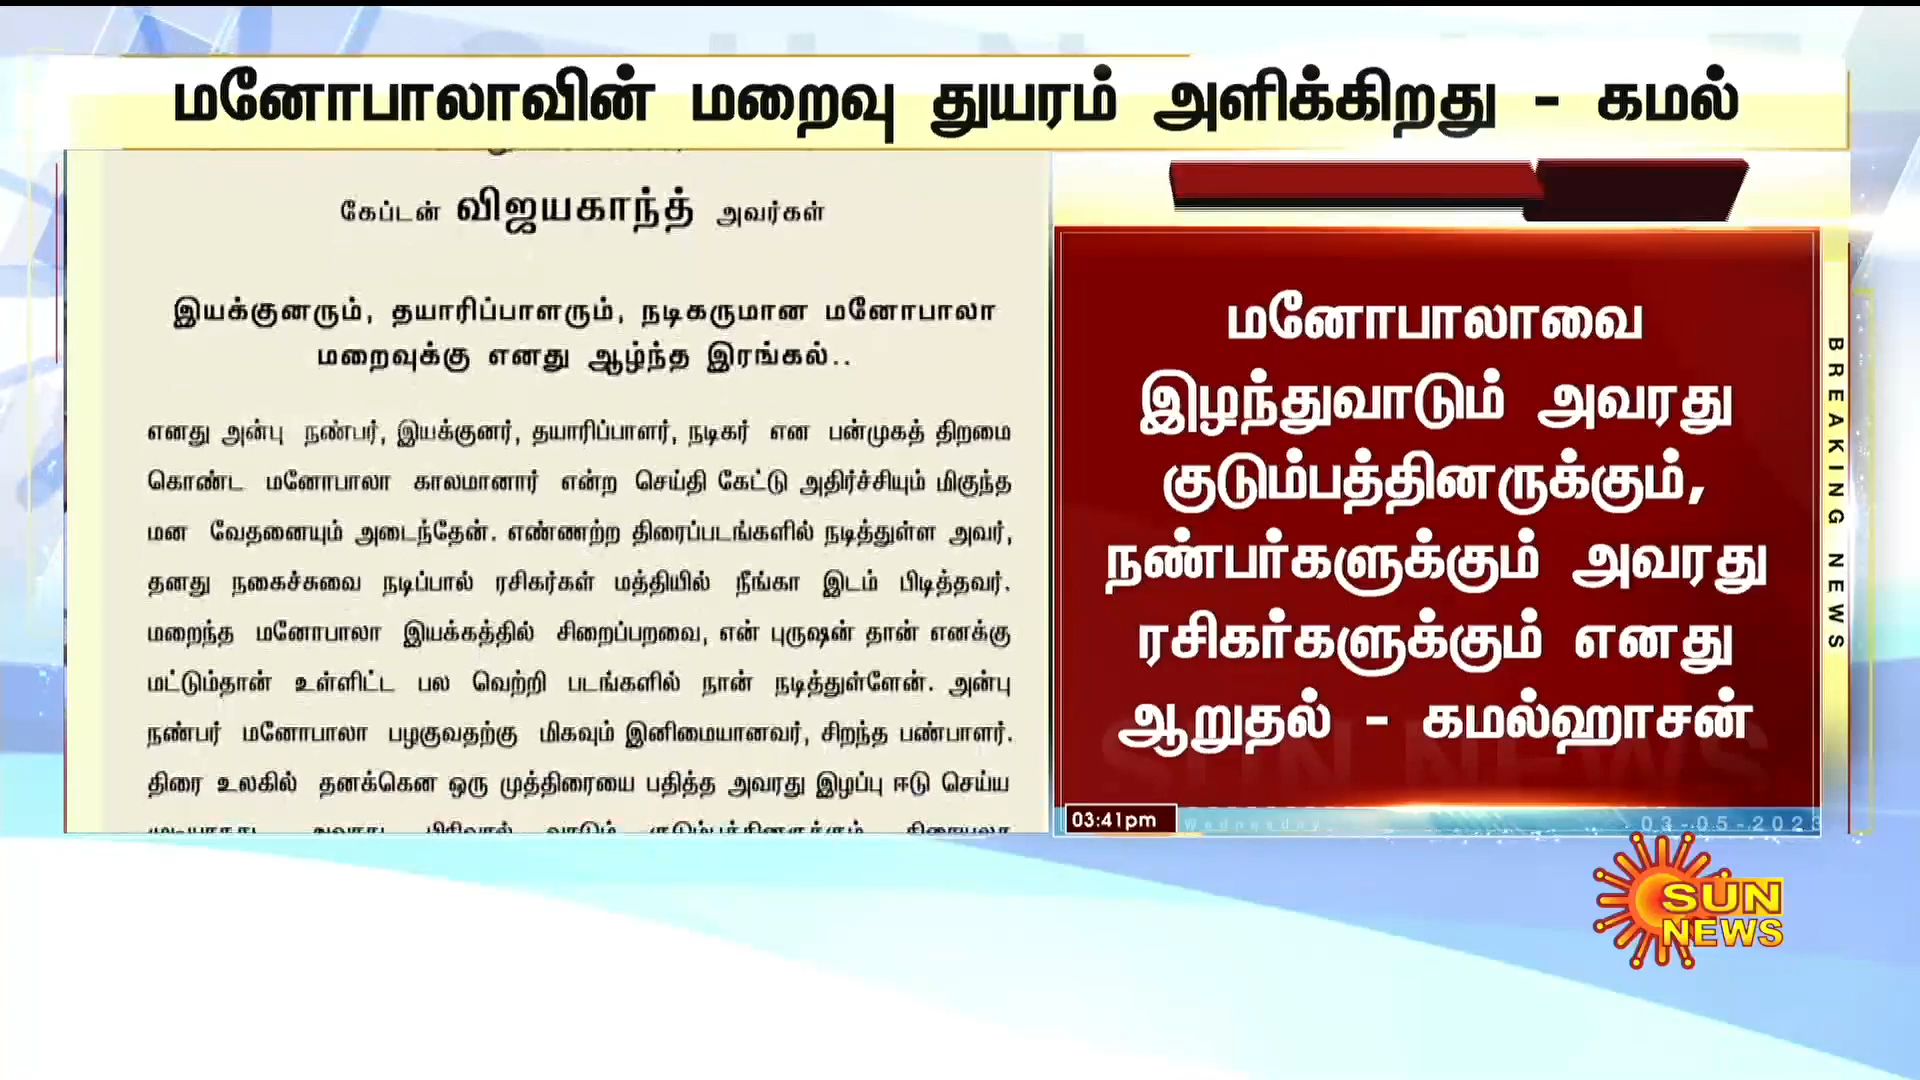 மனோபாலாவின் மறைவு துயரம் அளிக்கிறது - கமல்
கேப்டன் விஜயகாந்த் அவர்கள்
இயக்குனரும், தயாரிப்பாளரும், நடிகருமான மனோபாலா
மறைவுக்கு எனது ஆழ்ந்த இரங்கல்..
எனது அன்பு நண்பர், இயக்குனர், தயாரிப்பாளர், நடிகர் என பன்முகத் திறமை
கொண்ட மனோபாலா காலமானார் என்ற செய்தி கேட்டு அதிர்ச்சியும் மிகுந்த
மன வேதனையும் அடைந்தேன். எண்ணற்ற திரைப்படங்களில் நடித்துள்ள அவர்,
தனது நகைச்சுவை நடிப்பால் ரசிகர்கள் மத்தியில் நீங்கா இடம் பிடித்தவர்.
மறைந்த மனோபாலா இயக்கத்தில் சிறைப்பறவை, என் புருஷன் தான் எனக்கு
மட்டும்தான் உள்ளிட்ட பல வெற்றி படங்களில் நான் நடித்துள்ளேன். அன்பு
நண்பர் மனோபாலா பழகுவதற்கு மிகவும் இனிமையானவர், சிறந்த பண்பாளர்.
திரை உலகில் தனக்கென ஒரு முத்திரையை பதித்த அவரது இழப்பு ஈடு செய்ய
மனோபாலாவை
இழந்துவாடும் அவரது
குடும்பத்தினருக்கும்,
நண்பர்களுக்கும் அவரது
ரசிகர்களுக்கும் எனது
ஆறுதல் - கமல்ஹாசன்
SUN NEWS
03:41pm Wednesday 03-05-2023
BREAKING NEWS
SUN
NEWS